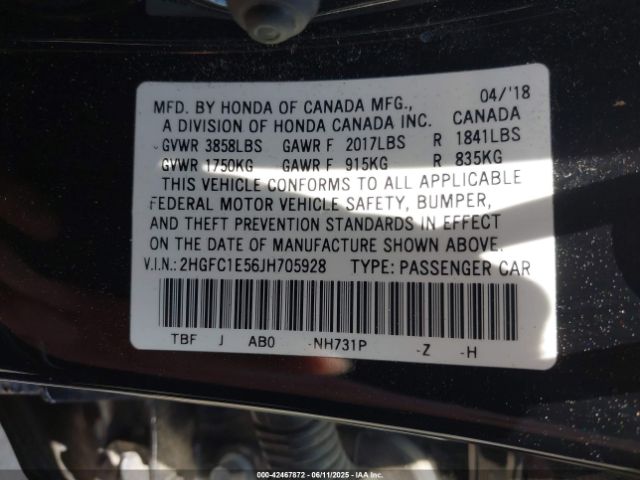 04/'18
MFD. BY HONDA OF CANADA MFG.,
A DIVISION OF HONDA CANADA INC. CANADA
GVWR 3858LBS GAWR F 2017LBS R 1841LBS
GVWR 1750KG GAWR F 915KG R 835KG
THIS VEHICLE CONFORMS TO ALL APPLICABLE
FEDERAL MOTOR VEHICLE SAFETY, BUMPER,
AND THEFT PREVENTION STANDARDS IN EFFECT
ON THE DATE OF MANUFACTURE SHOWN ABOVE.
V.I.N.: 2HGFC1E56JH705928 TYPE: PASSENGER CAR
TBF J AB0 -NH731P -Z -H
000-42467872 - 06/11/2025 - IAA Inc.